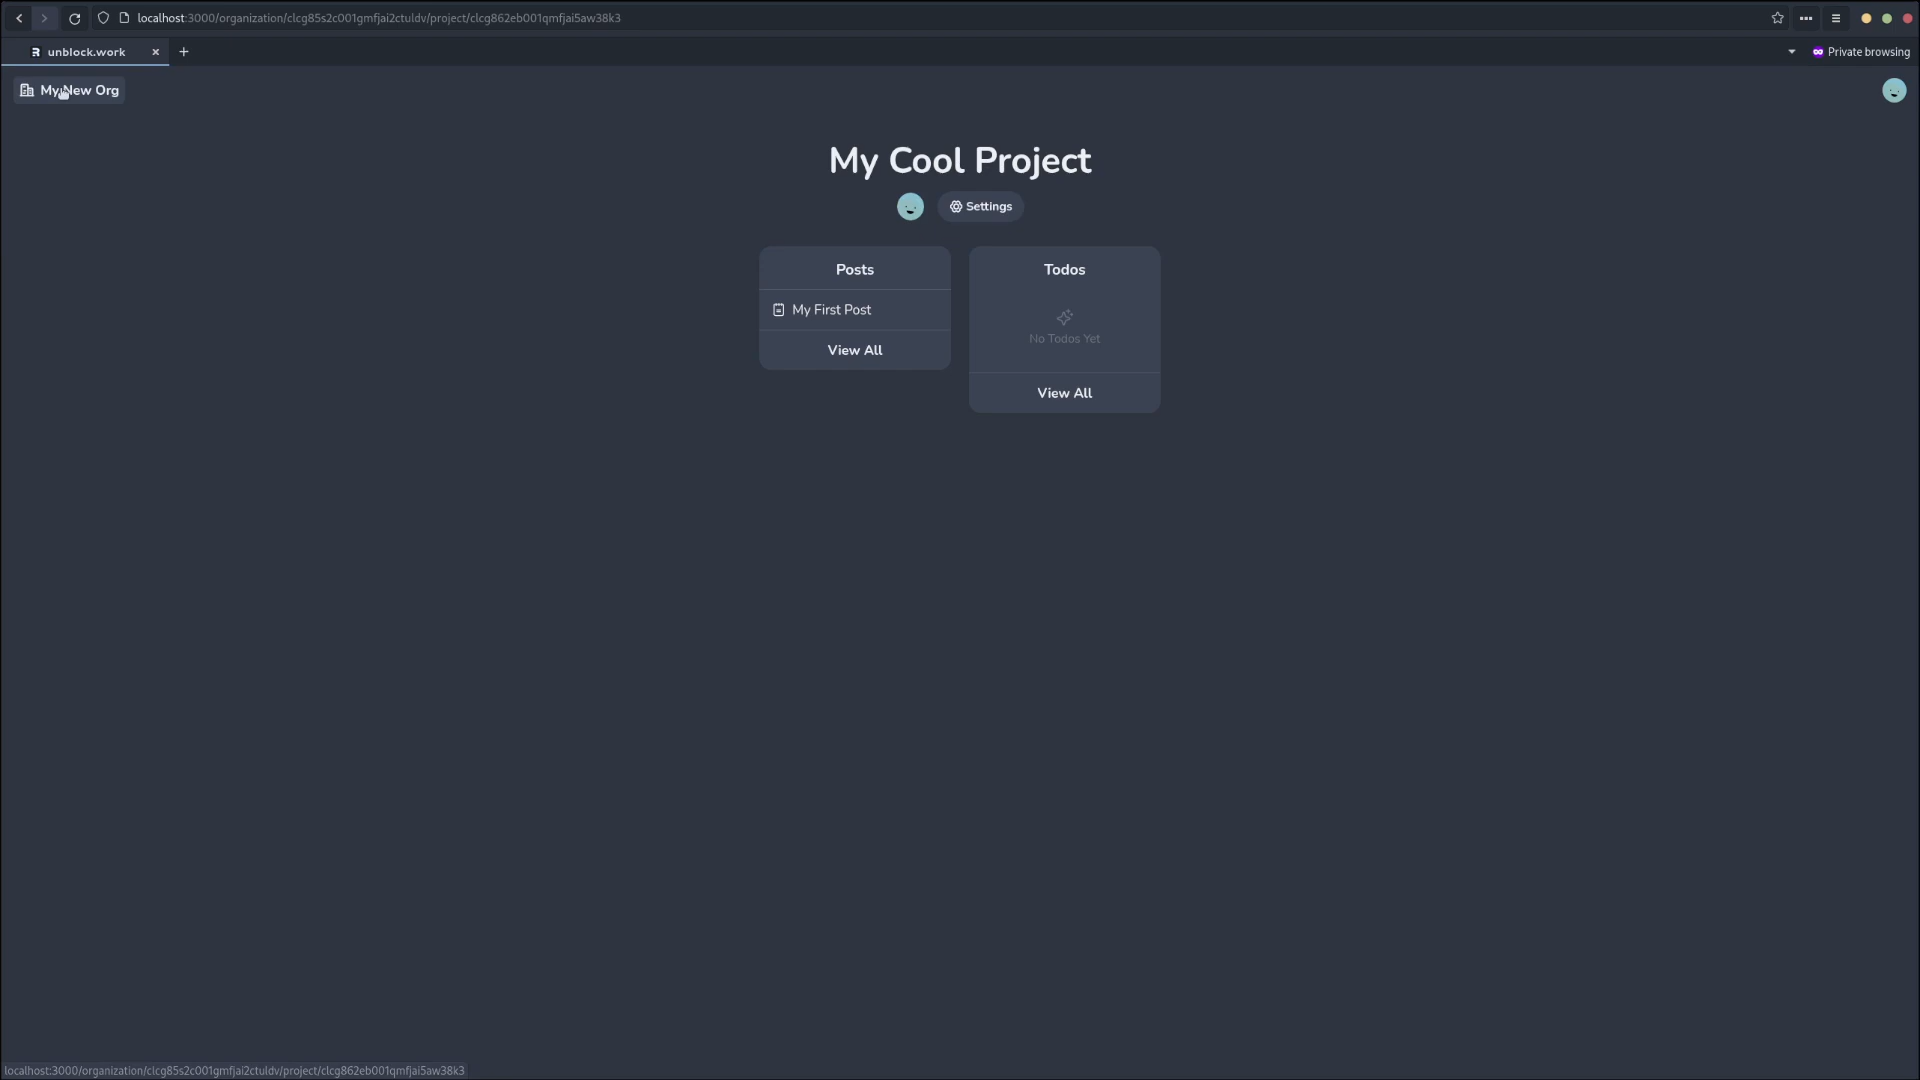 localhost:3000/organization/clcg85s2c001gmfjai2ctuldv/project/clcg862eb001qmfjai5aw38k3
unblock.work
Private browsing
My New Org
My Cool Project
Settings
Posts
My First Post
View All
Todos
No Todos Yet
View All
localhost:3000/organization/clcg85s2c001gmfjai2ctuldv/project/clcg862eb001qmfjai5aw38k3